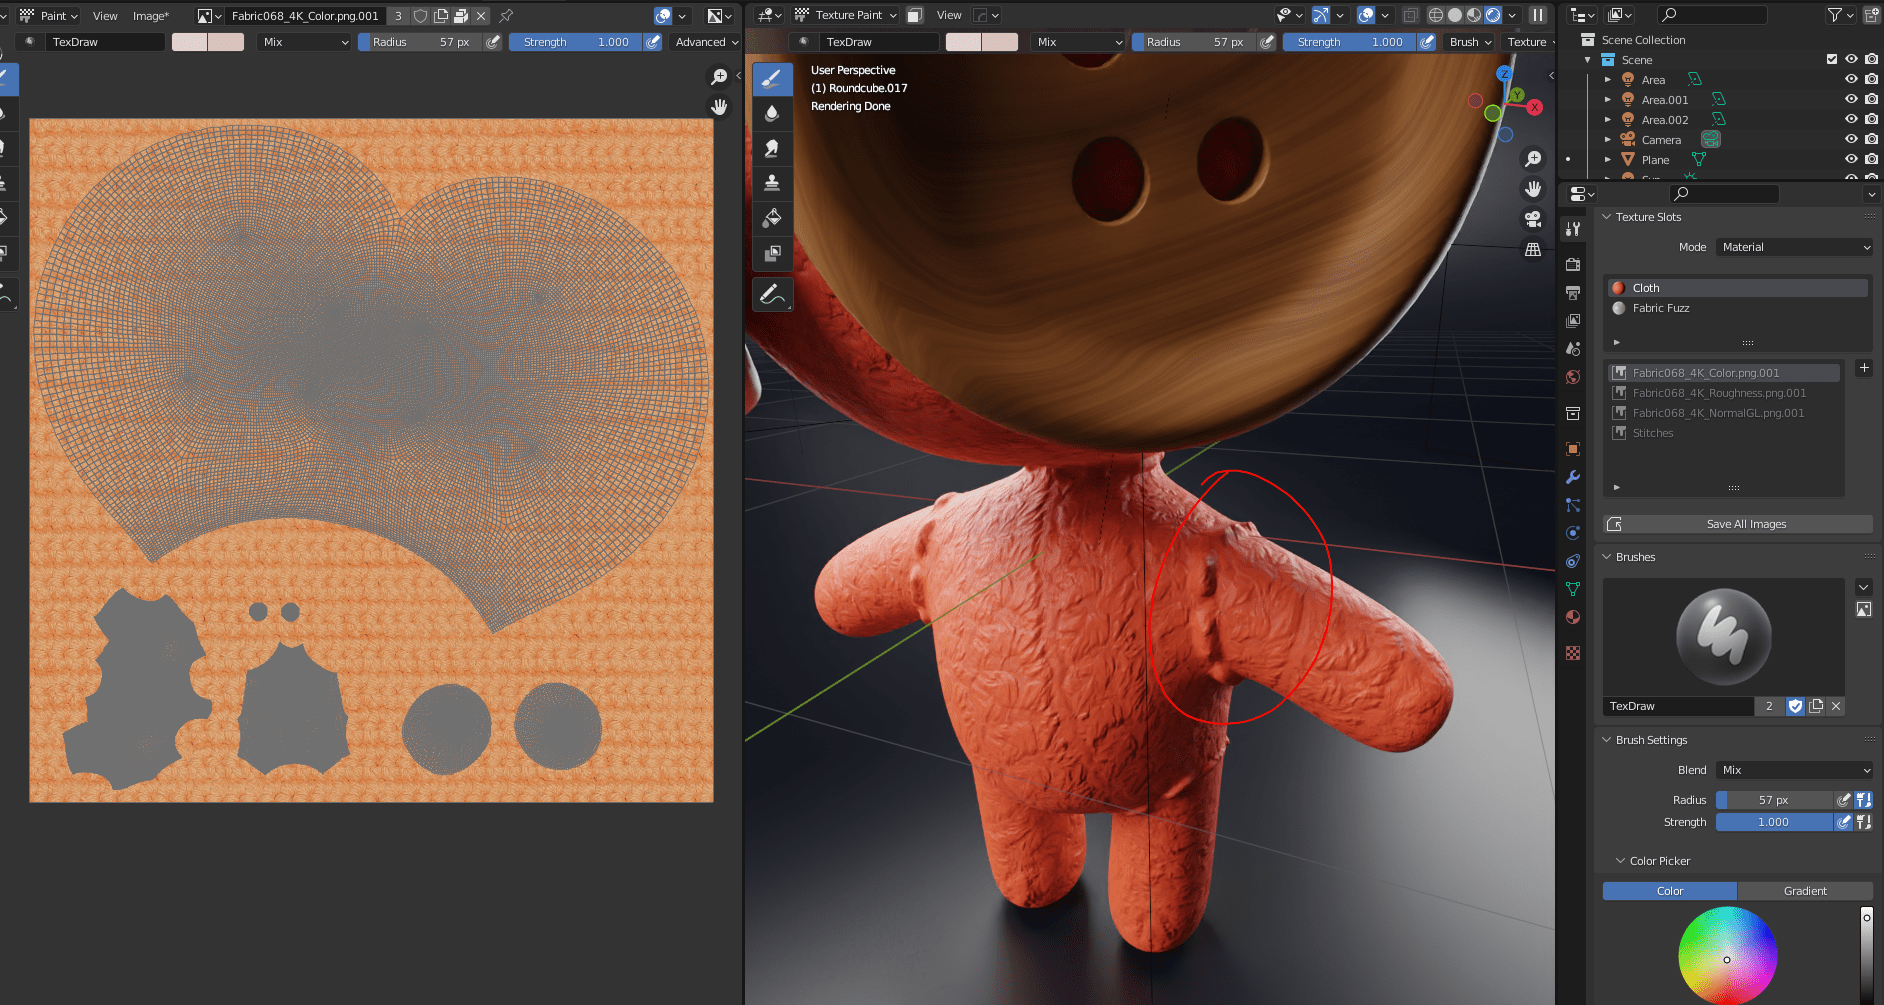 Paint View Image* Fabric068_4K_Color.png.001 3
TexDraw Mix Radius 57 px Strength 1.000 Advanced
Texture Paint View
TexDraw Mix Radius 57 px Strength 1.000 Brush Texture
User Perspective
(1) Roundcube.017
Rendering Done
Z
Y
X
Scene Collection
Scene
Area
Area.001
Area.002
Camera
Plane
Texture Slots
Mode Material
Cloth
Fabric Fuzz
Fabric068_4K_Color.png.001
Fabric068_4K_Roughness.png.001
Fabric068_4K_NormalGL.png.001
Stitches
Save All Images
Brushes
TexDraw 2
Brush Settings
Blend Mix
Radius 57 px
Strength 1.000
Color Picker
Color Gradient